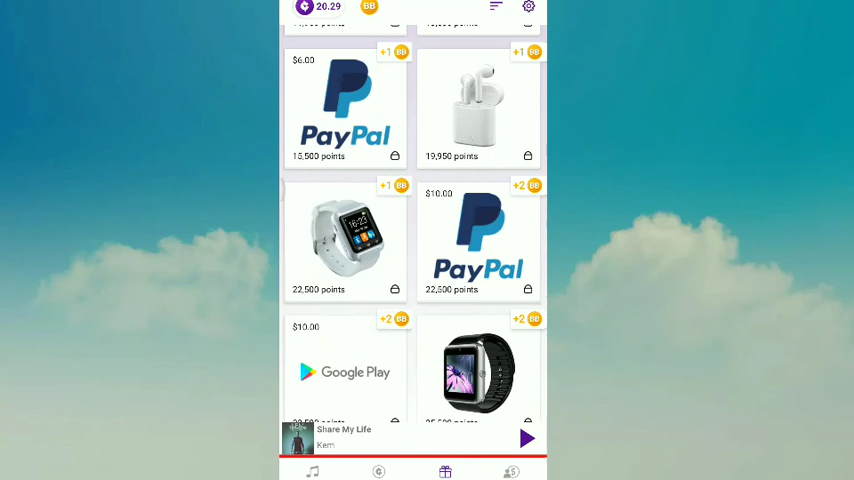 20.29
BB
+1 BB
+1 BB
$6.00
PayPal
15,500 points
19,950 points
+1 BB
+2 BB
$10.00
16-23
PayPal
22,500 points
22,500 points
+2 BB
+2 BB
$10.00
Google Play
Share My Life
Kem